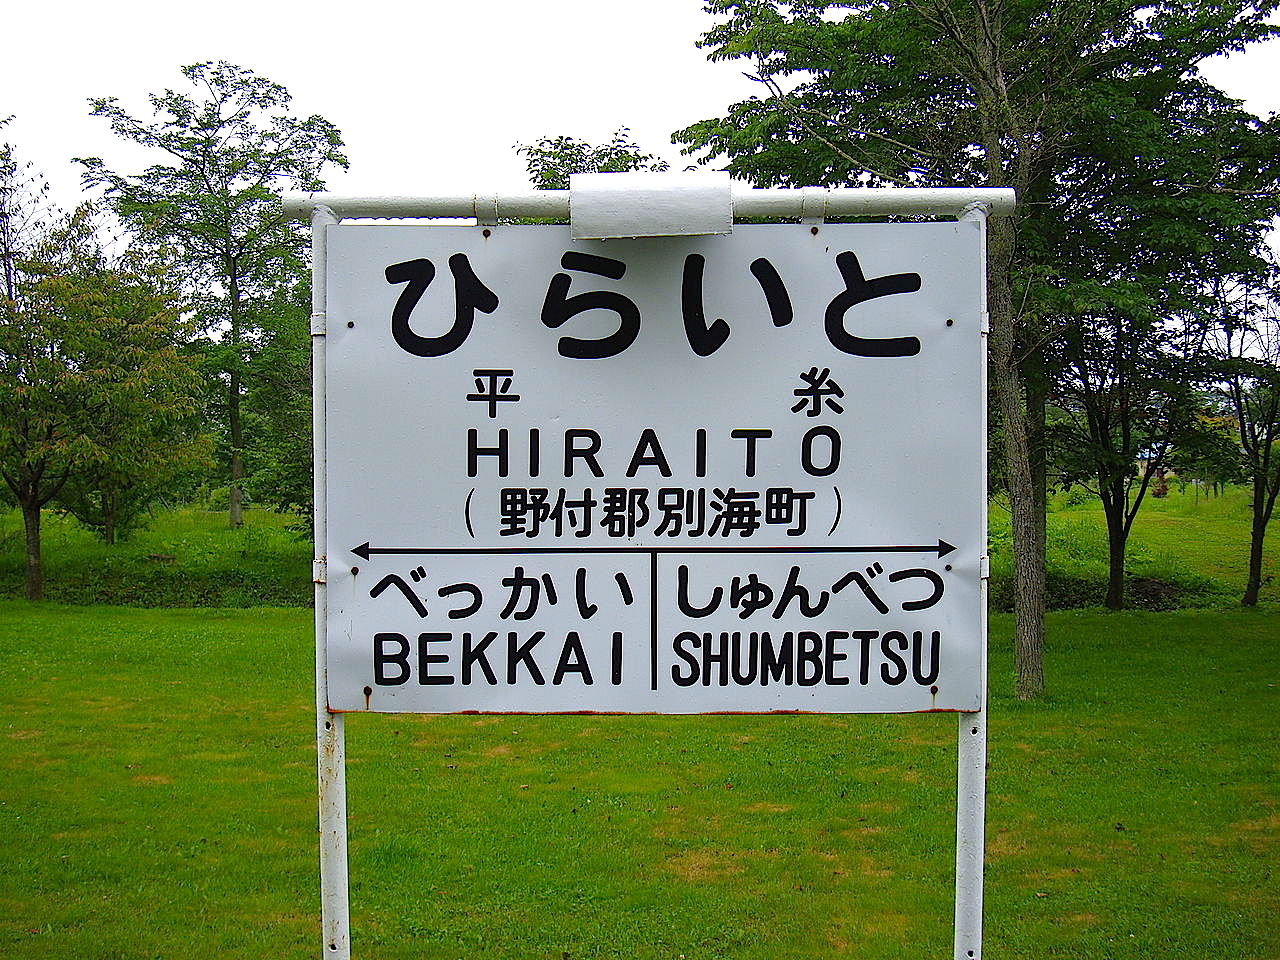 ひらいと
平糸
HIRAITO
(野付郡別海町)
べっかい しゅんべつ
BEKKAI SHUMBETSU